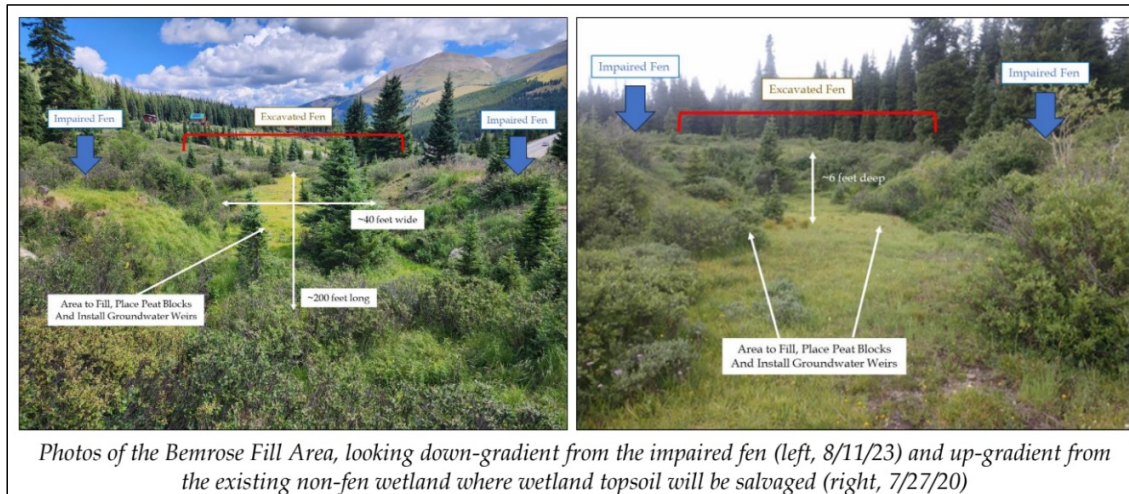 Impaired Fen
Excavated Fen
Impaired Fen
~40 feet wide
~200 feet long
Area to Fill, Place Peat Blocks
And Install Groundwater Weirs
Impaired Fen
Excavated Fen
Impaired Fen
~6 feet deep
Area to Fill, Place Peat Blocks
And Install Groundwater Weirs
Photos of the Bemrose Fill Area, looking down-gradient from the impaired fen (left, 8/11/23) and up-gradient from
the existing non-fen wetland where wetland topsoil will be salvaged (right, 7/27/20)